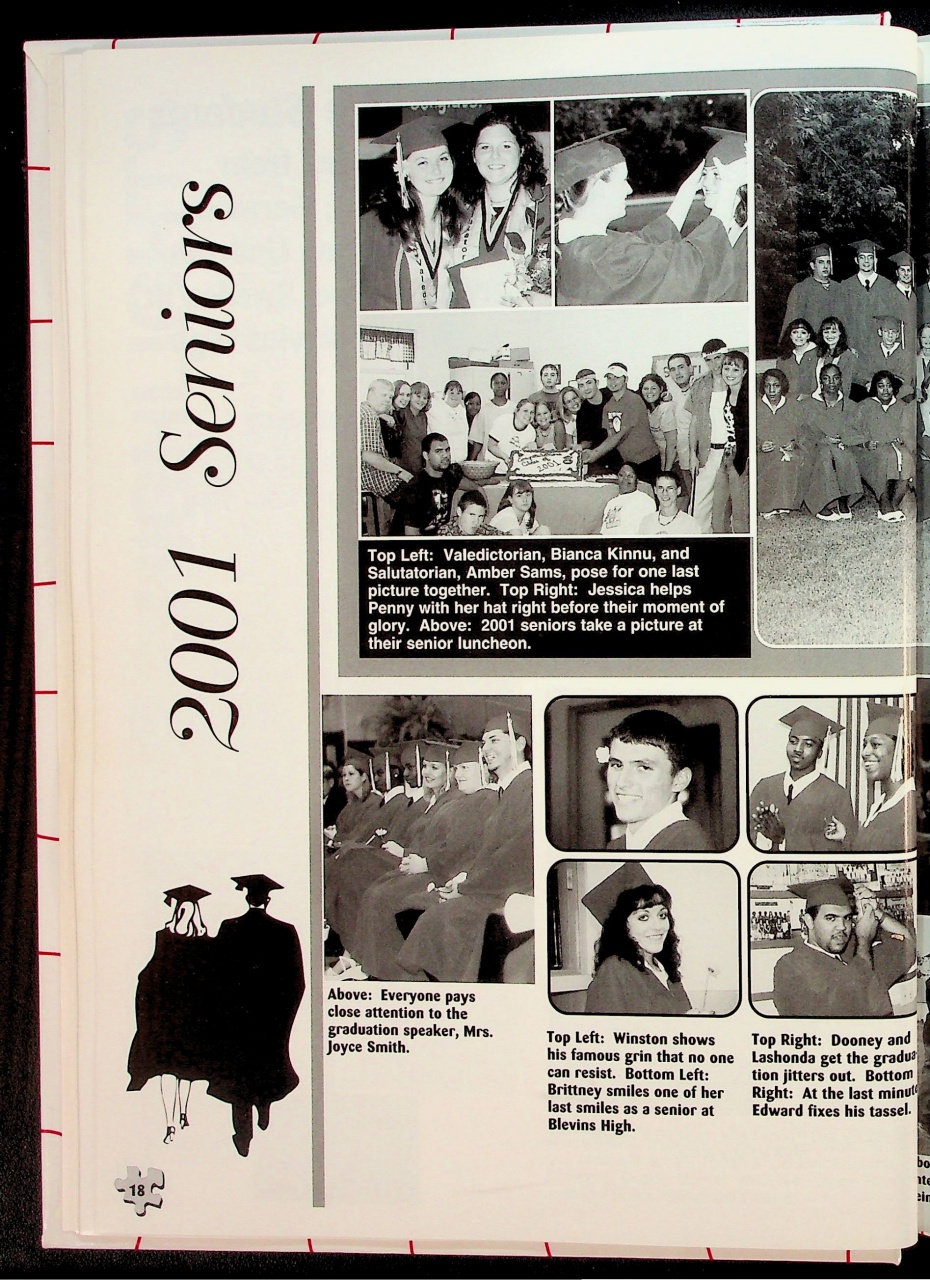 2001 Seniors
Top Left: Valedictorian, Bianca Kinnu, and
Salutatorian, Amber Sams, pose for one last
picture together. Top Right: Jessica helps
Penny with her hat right before their moment of
glory. Above: 2001 seniors take a picture at
their senior luncheon.
Above: Everyone pays
close attention to the
graduation speaker, Mrs.
Joyce Smith.
Top Left: Winston shows
his famous grin that no one
can resist. Bottom Left:
Brittney smiles one of her
last smiles as a senior at
Blevins High.
Top Right: Dooney and
Lashonda get the gradua-
tion jitters out. Bottom
Right: At the last minute
Edward fixes his tassel.
18